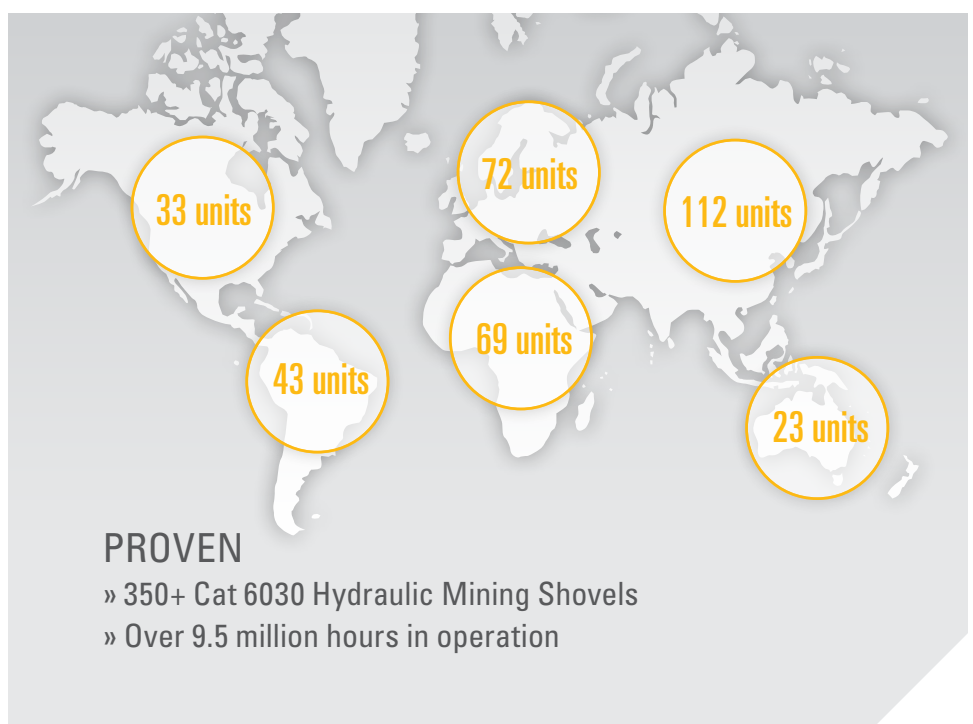 72 units
33 units
112 units
69 units
43 units
23 units
PROVEN
» 350+ Cat 6030 Hydraulic Mining Shovels
» Over 9.5 million hours in operation